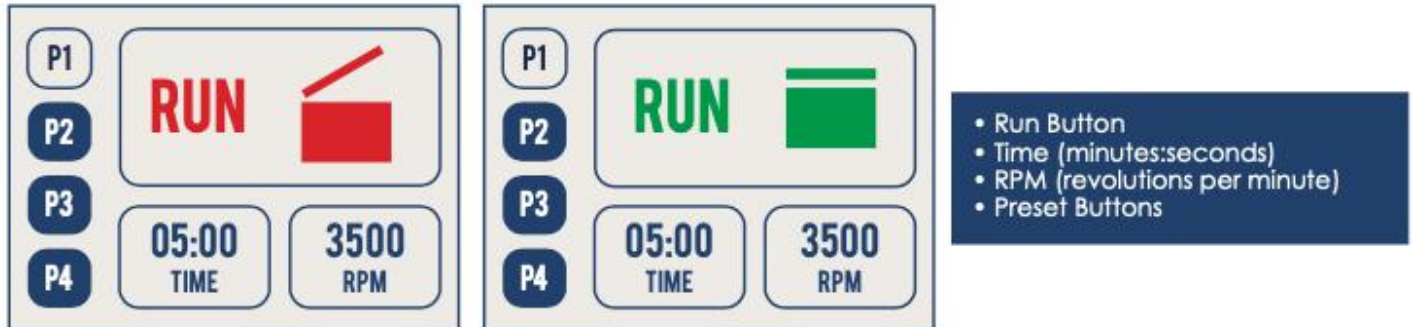 P1
P2
P3
P4
RUN
05:00
TIME
3500
RPM
P1
P2
P3
P4
RUN
05:00
TIME
3500
RPM
• Run Button
• Time (minutes:seconds)
• RPM (revolutions per minute)
• Preset Buttons